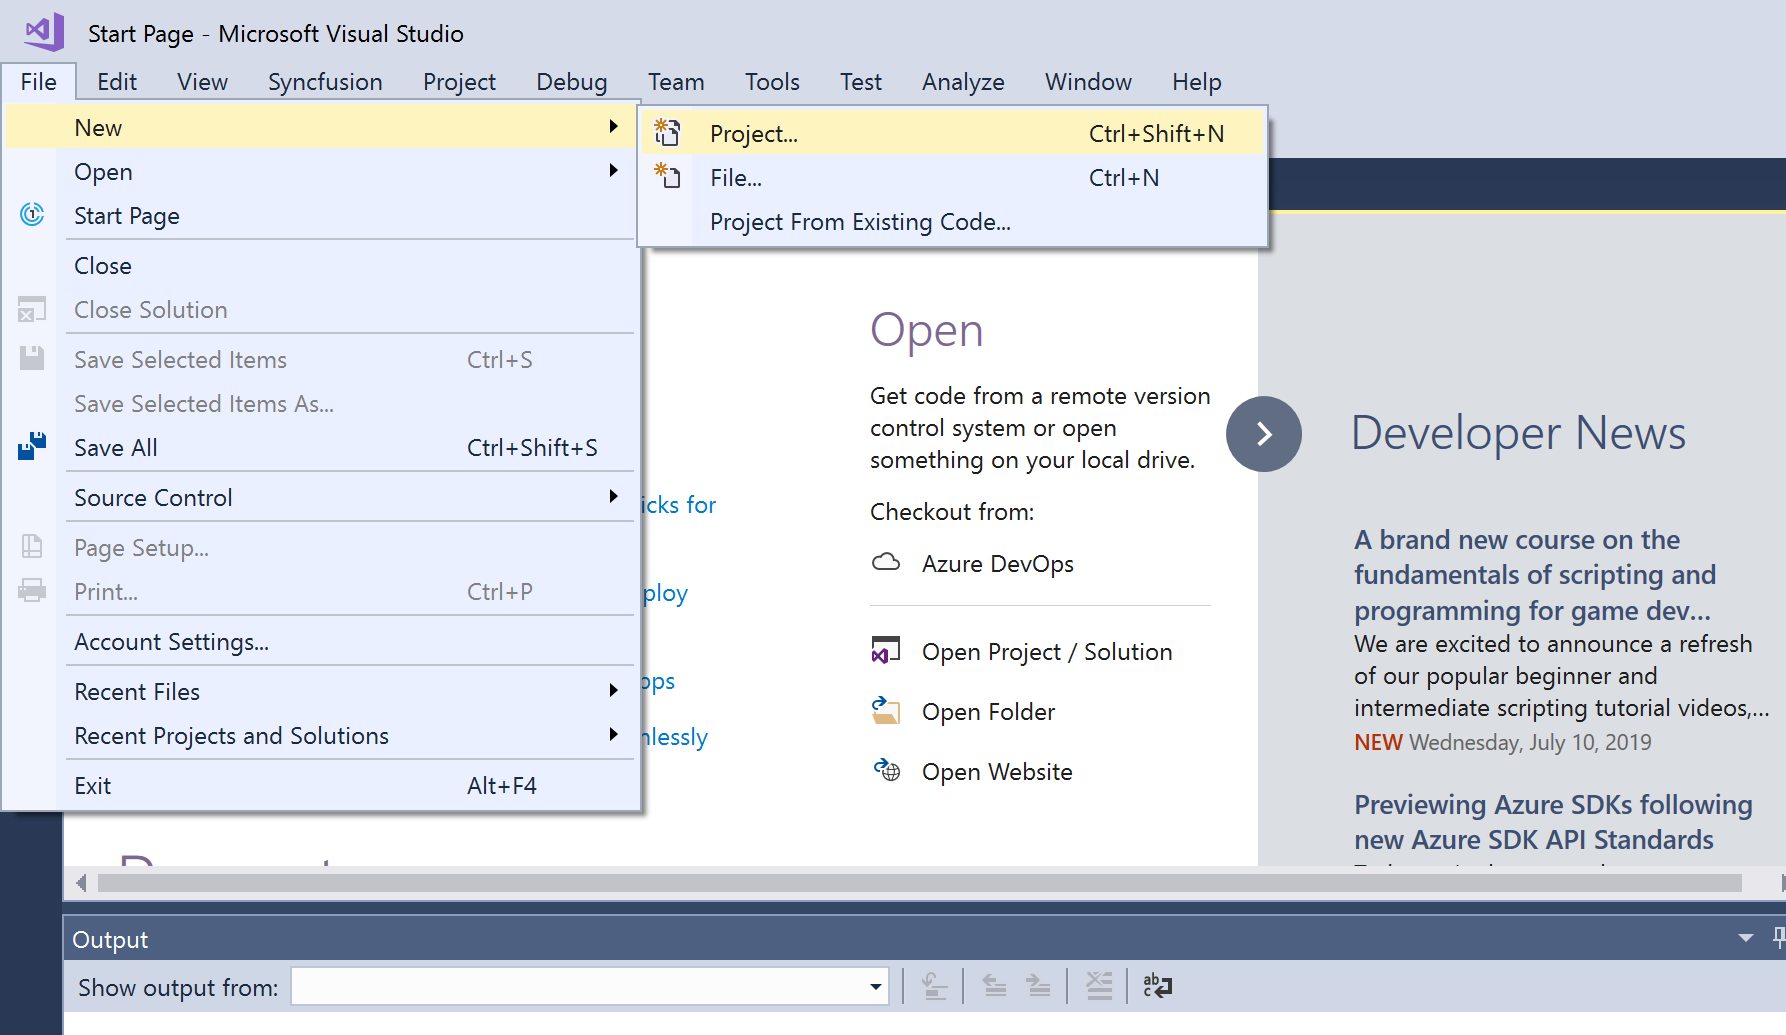 Start Page - Microsoft Visual Studio
File Edit View Syncfusion Project Debug Team Tools Test Analyze Window Help
New
Open
Start Page
Close
Close Solution
Save Selected Items Ctrl+S
Save Selected Items As...
Save All Ctrl+Shift+S
Source Control
Page Setup...
Print... Ctrl+P
Account Settings...
Recent Files
Recent Projects and Solutions
Exit Alt+F4
Project... Ctrl+Shift+N
File... Ctrl+N
Project From Existing Code...
icks for
ploy
ops
nlessly
Open
Get code from a remote version
control system or open
something on your local drive.
Checkout from:
Azure DevOps
Open Project / Solution
Open Folder
Open Website
Developer News
A brand new course on the
fundamentals of scripting and
programming for game dev...
We are excited to announce a refresh
of our popular beginner and
intermediate scripting tutorial videos,...
NEW Wednesday, July 10, 2019
Previewing Azure SDKs following
new Azure SDK API Standards
Output
Show output from: